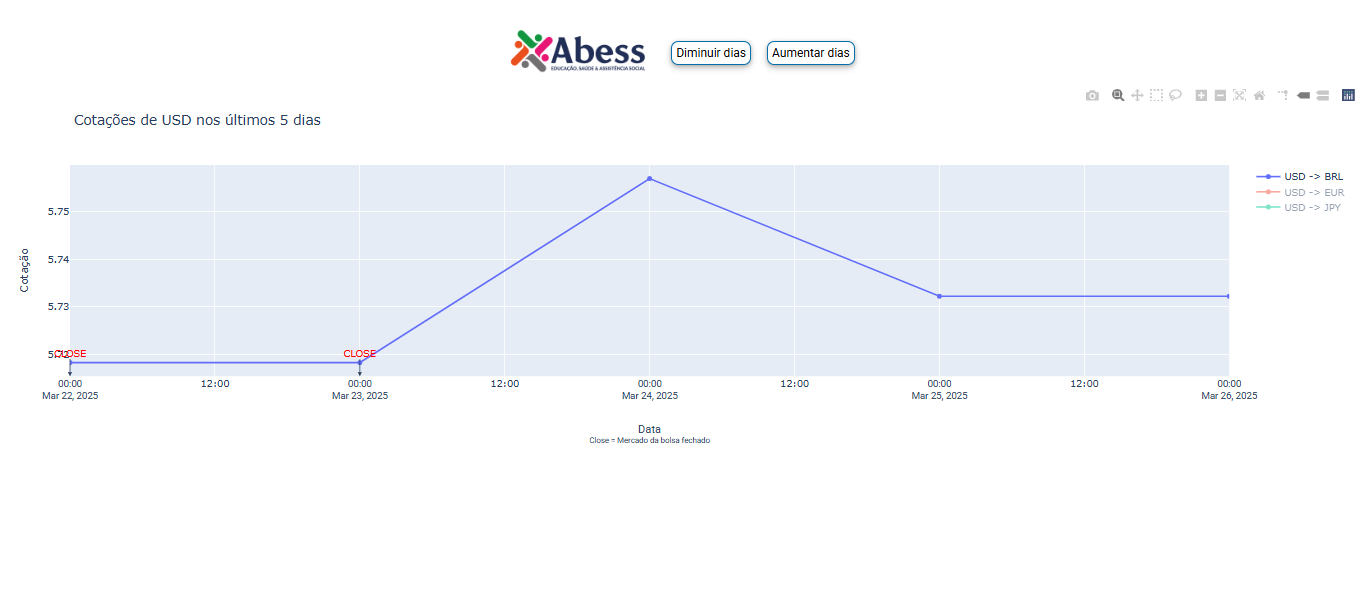 Abess
EDUCAÇÃO, SAÚDE & ASSISTÊNCIA SOCIAL
Diminuir dias
Aumentar dias
Cotações de USD nos últimos 5 dias
USD -> BRL
USD -> EUR
USD -> JPY
Cotação
5.75
5.74
5.73
5.72
CLOSE
CLOSE
00:00
Mar 22, 2025
12:00
00:00
Mar 23, 2025
12:00
00:00
Mar 24, 2025
12:00
00:00
Mar 25, 2025
12:00
00:00
Mar 26, 2025
Data
Close = Mercado da bolsa fechado